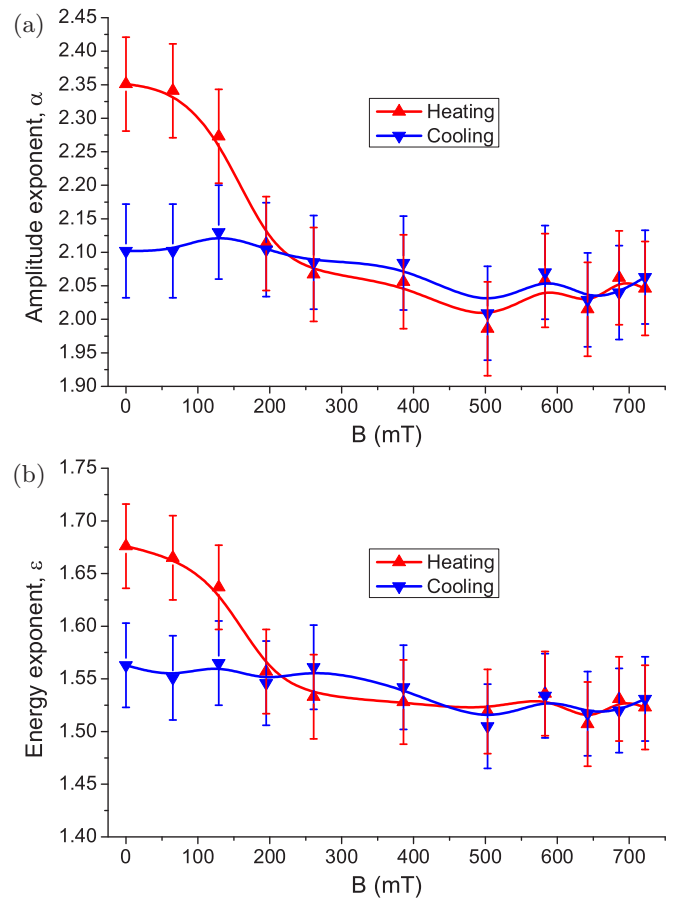 (a)
2.45
2.40
2.35
2.30
2.25
2.20
2.15
2.10
2.05
2.00
1.95
1.90
Amplitude exponent, α
Heating
Cooling
0 100 200 300 400 500 600 700
B (mT)
(b)
1.75
1.70
1.65
1.60
1.55
1.50
1.45
1.40
Energy exponent, ε
Heating
Cooling
0 100 200 300 400 500 600 700
B (mT)